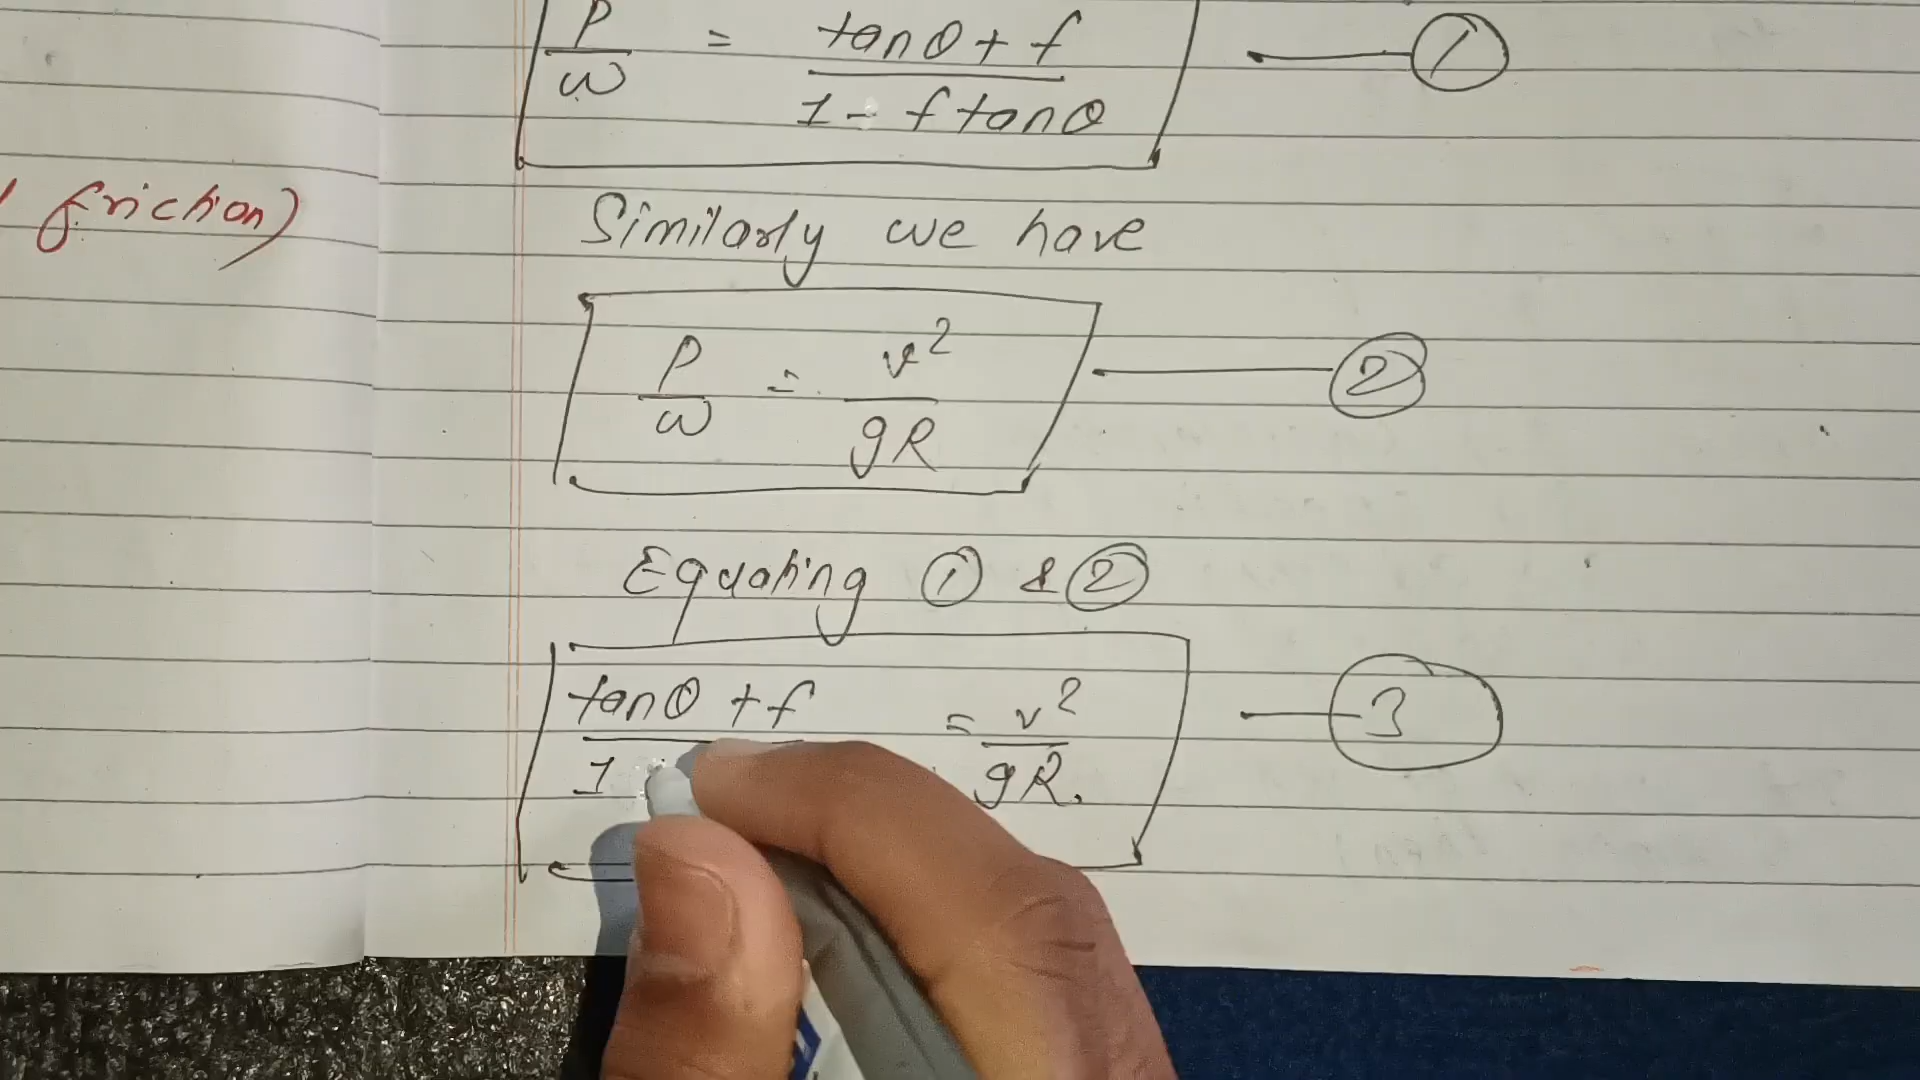 P/w = (tanθ + f)/(1 - f tanθ) ①
friction)
Similarly we have
P/w = v²/gR ②
Equating ① & ②
(tanθ + f)/1 = v²/gR. ③